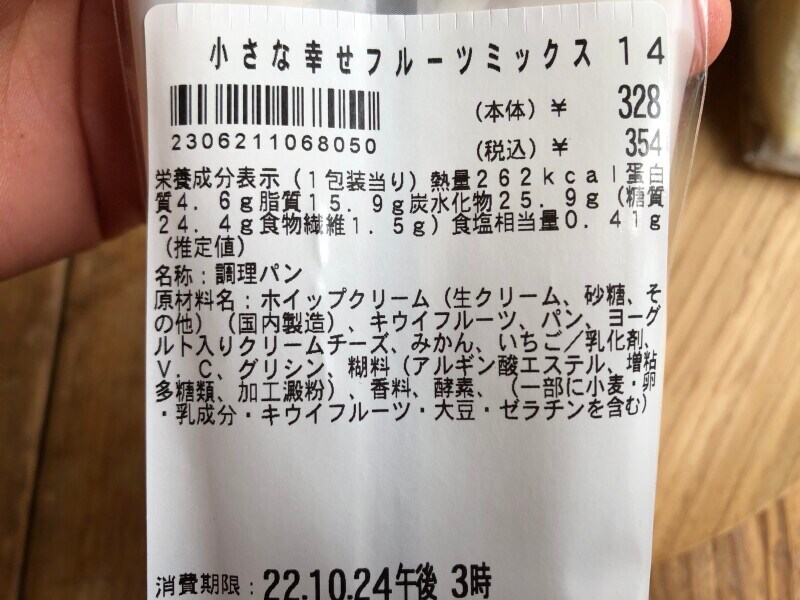 小さな幸せフルーツミックス 14
(本体) ¥ 328
2306211068050
(税込) ¥ 354
栄養成分表示(1包装当り)熱量262kcal蛋白
質4.6g脂質15.9g炭水化物25.9g(糖質
24.4g食物繊維1.5g)食塩相当量0.41g
(推定値)
名称:調理パン
原材料名:ホイップクリーム(生クリーム、砂糖、そ
の他)(国内製造)、キウイフルーツ、パン、ヨーグ
ルト入りクリームチーズ、みかん、いちご/乳化剤、
V.C、グリシン、糊料(アルギン酸エステル、増粘
多糖類、加工澱粉)、香料、酵素、(一部に小麦・卵
・乳成分・キウイフルーツ・大豆・ゼラチンを含む)
消費期限:22.10.24午後 3時